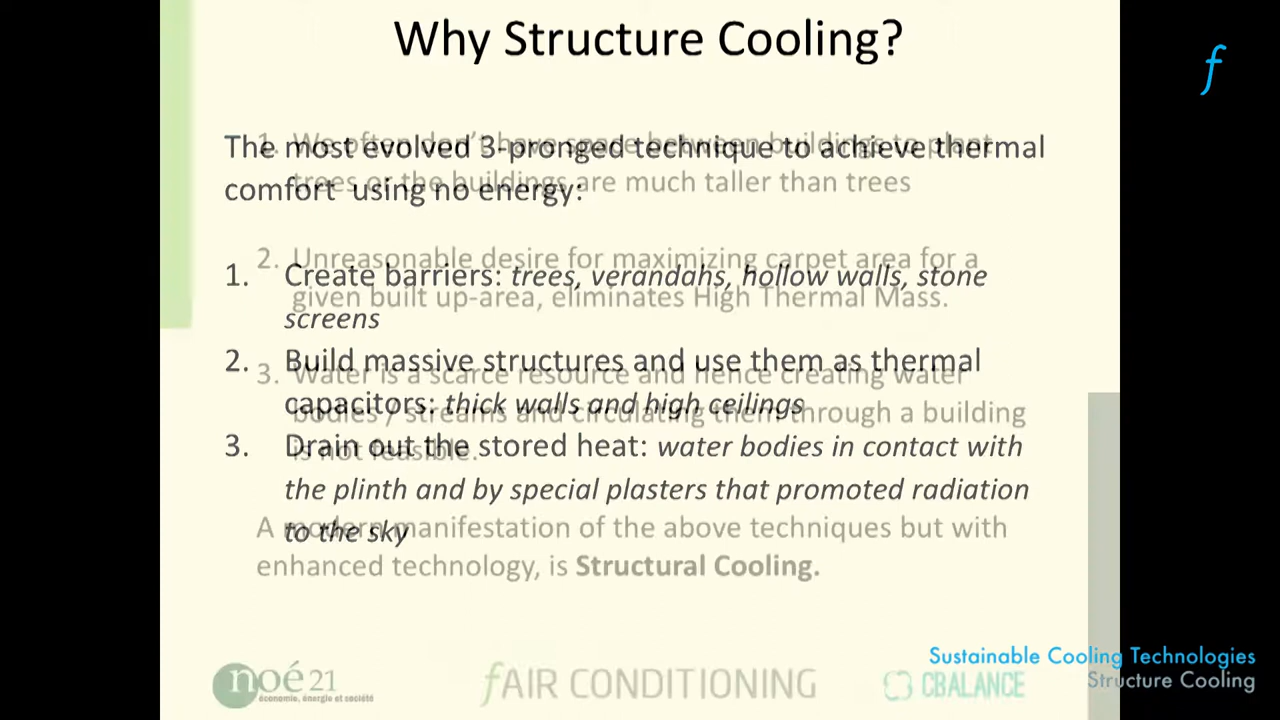 Why Structure Cooling?
f
The most evolved 3-pronged technique to achieve thermal
comfort using no energy:
1. Create barriers: trees, verandahs, hollow walls, stone
screens
2. Build massive structures and use them as thermal
capacitors: thick walls and high ceilings
3. Drain out the stored heat: water bodies in contact with
the plinth and by special plasters that promoted radiation
to the sky
1. We often don't have space between buildings to plant
trees or the buildings are much taller than trees
2. Unreasonable desire for maximizing carpet area for a
given built up-area, eliminates High Thermal Mass.
3. Water is a scarce resource and hence creating water
bodies / streams and circulating them through a building
is not feasible.
A modern manifestation of the above techniques but with
enhanced technology, is Structural Cooling.
noé21
économie, énergie et société
fAIR CONDITIONING
CBALANCE
Sustainable Cooling Technologies
Structure Cooling